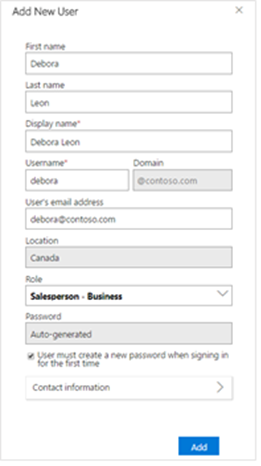 Add New User
First name
Debora
Last name
Leon
Display name*
Debora Leon
Username*
Domain
debora
@contoso.com
User's email address
debora@contoso.com
Location
Canada
Role
Salesperson - Business
Password
Auto-generated
User must create a new password when signing in
for the first time
Contact information
Add